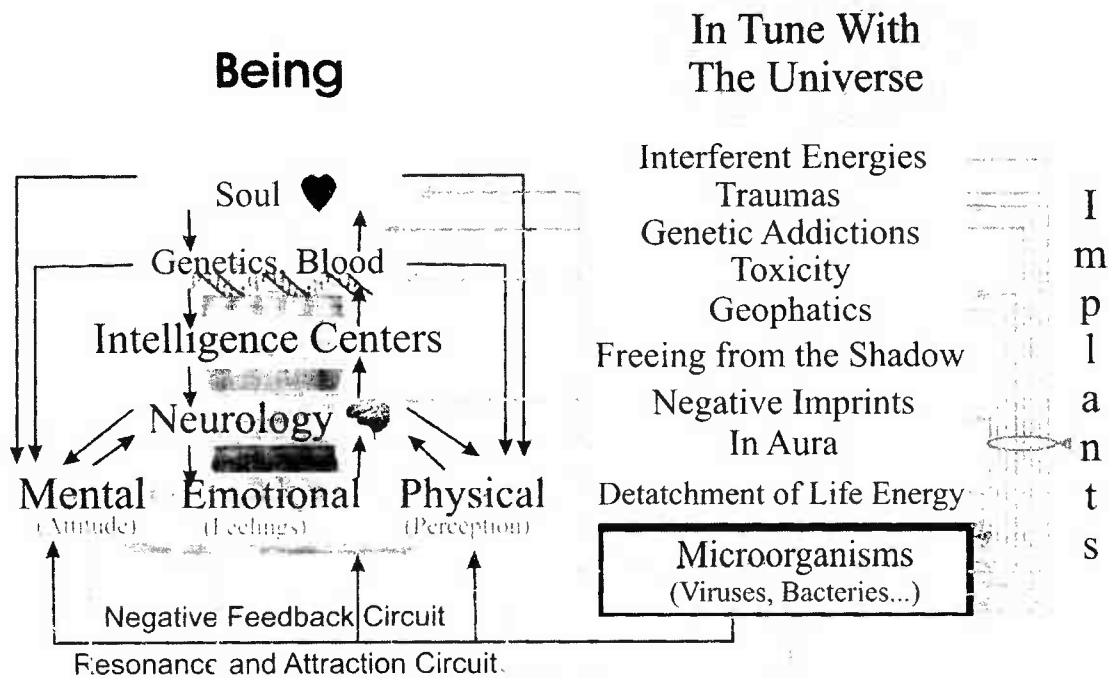 Being
Soul
Genetics, Blood
Intelligence Centers
Neurology
Mental Emotional Physical
(Attitude) (Feelings) (Perception)
Negative Feedback Circuit
Resonance and Attraction Circuit
In Tune With
The Universe
Interferent Energies
Traumas
Genetic Addictions
Toxicity
Geophatics
Freeing from the Shadow
Negative Imprints
In Aura
Detatchment of Life Energy
Microorganisms
(Viruses, Bacteries...)
Implants